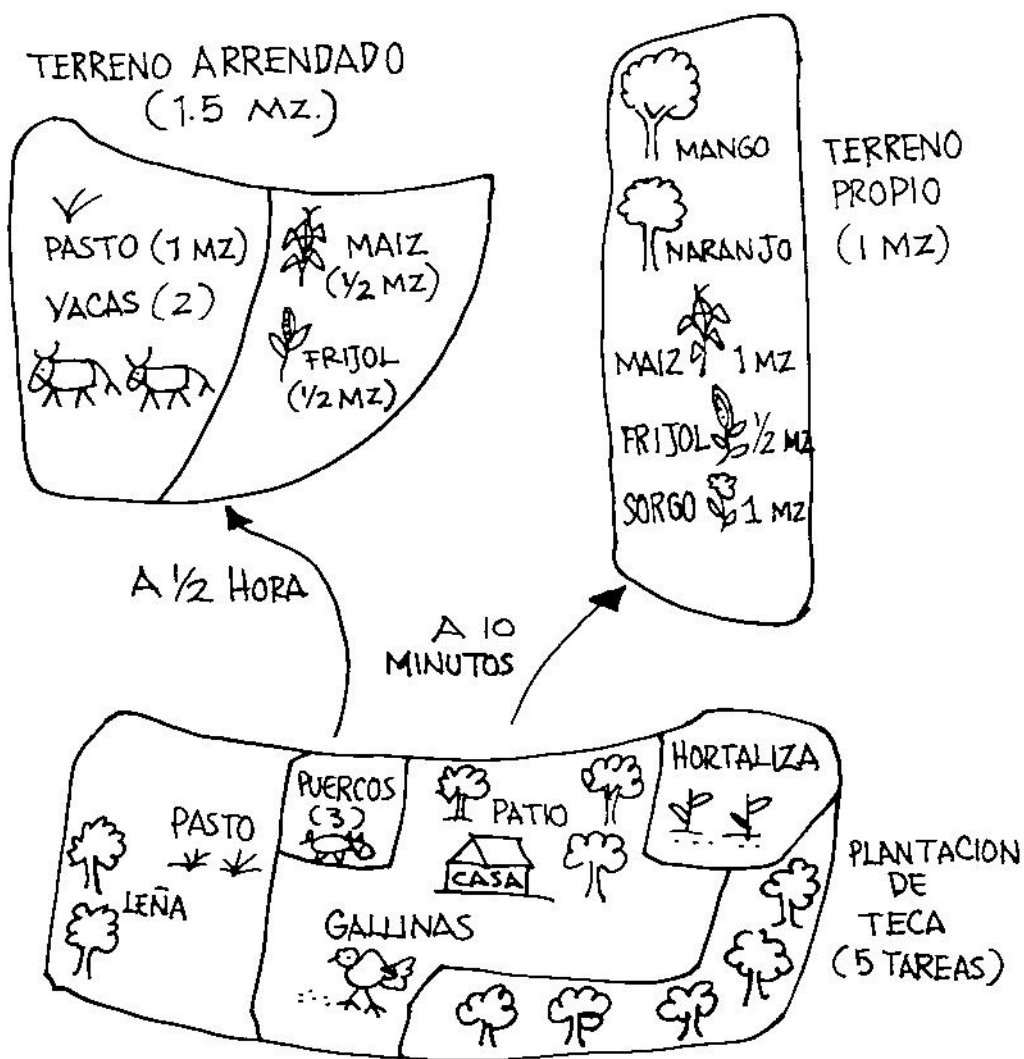 TERRENO ARRENDADO
(1.5 MZ.)
PASTO (1 MZ)
VACAS (2)
MAIZ
(1/2 MZ)
FRIJOL
(1/2 MZ)
MANGO
NARANJO
MAIZ 1 MZ
FRIJOL 1/2 MZ
SORGO 1 MZ
TERRENO
PROPIO
(1 MZ)
A 1/2 HORA
A 10
MINUTOS
PASTO
LEÑA
PUERCOS
(3)
PATIO
CASA
GALLINAS
HORTALIZA
PLANTACION
DE
TECA
(5 TAREAS)